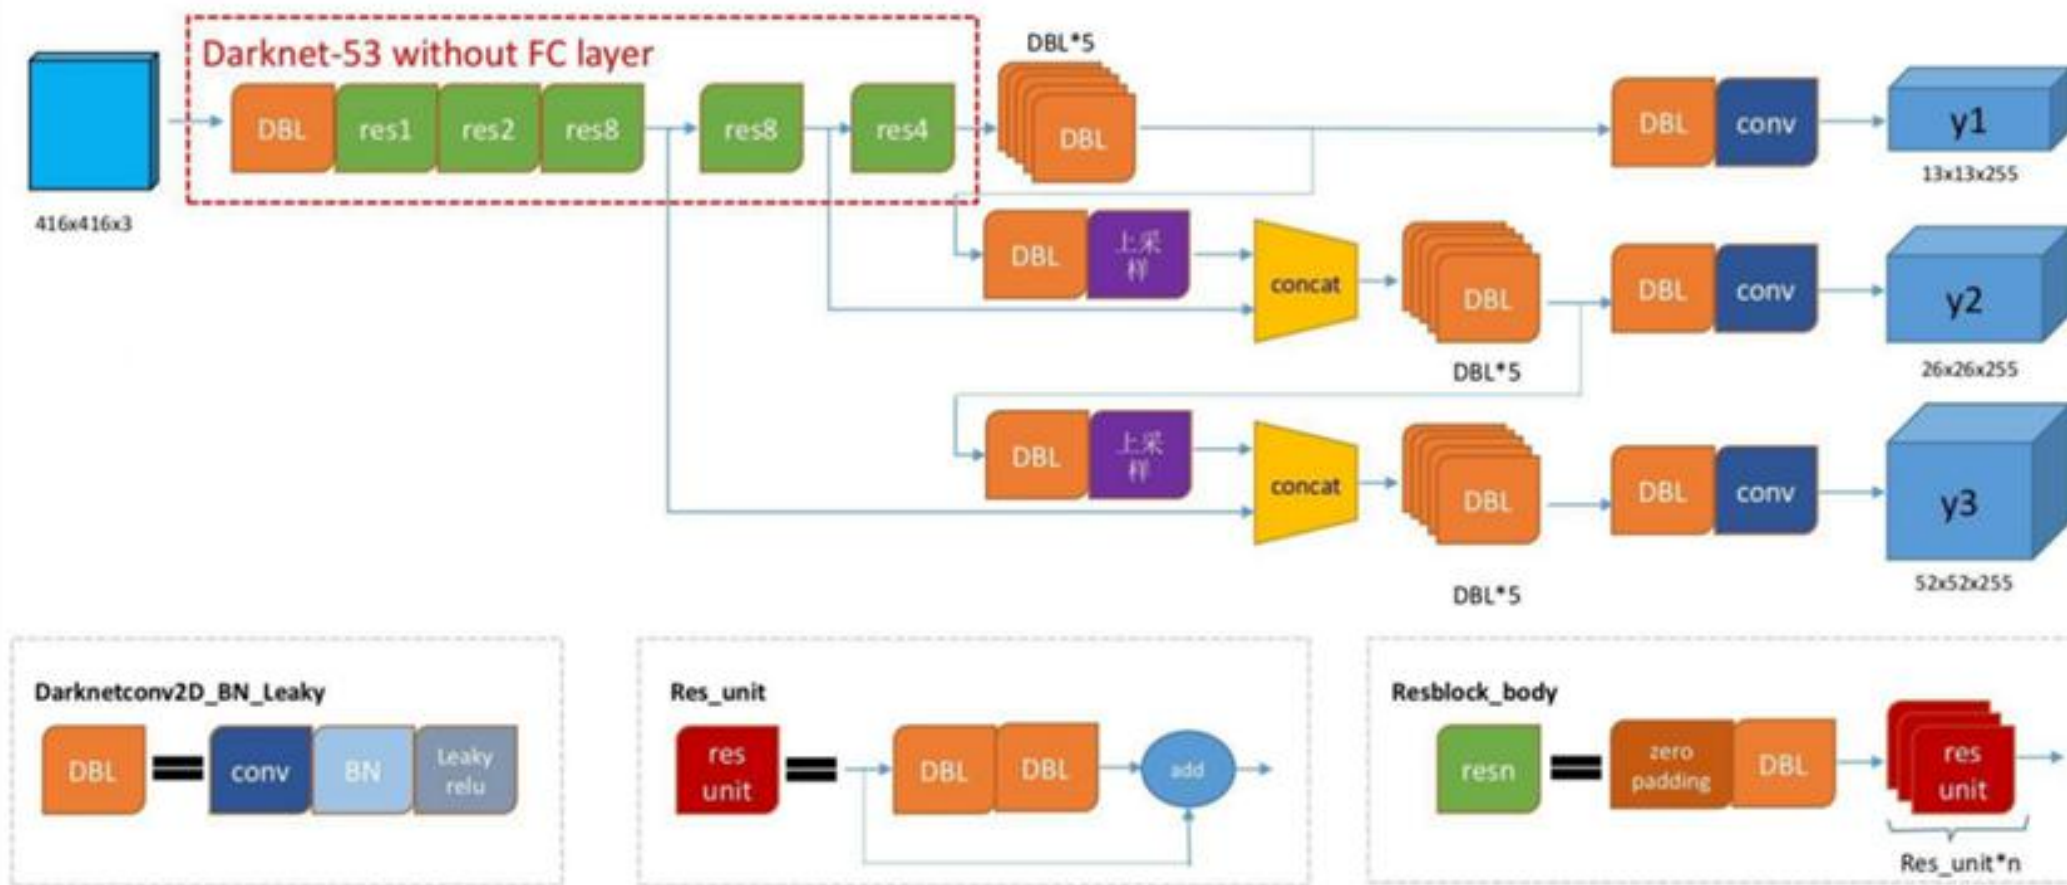 Darknet-53 without FC layer
DBL*5
DBL
res1
res2
res8
res8
res4
DBL
DBL
conv
y1
416x416x3
13x13x255
DBL
上采
样
concat
DBL
DBL
conv
y2
DBL*5
26x26x255
DBL
上采
样
concat
DBL
DBL
conv
y3
DBL*5
52x52x255
Darknetconv2D_BN_Leaky
DBL
conv
BN
Leaky
relu
Res_unit
res
unit
DBL
DBL
add
Resblock_body
resn
zero
padding
DBL
res
unit
Res_unit*n